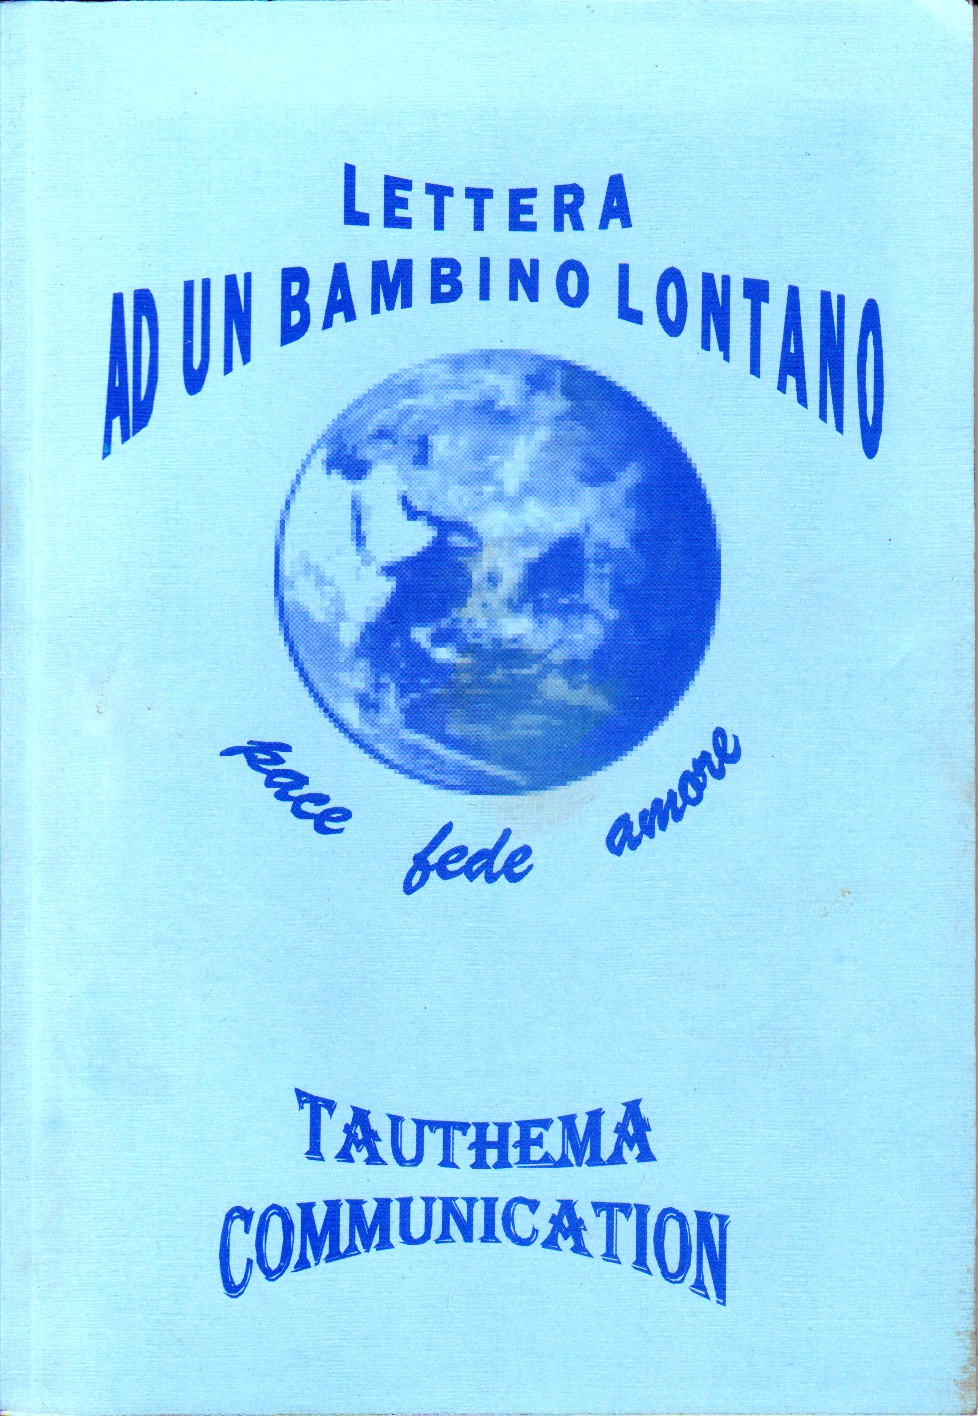 LETTERA
AD UN BAMBINO LONTANO
pace fede amore
TAUTHEMA
COMMUNICATION